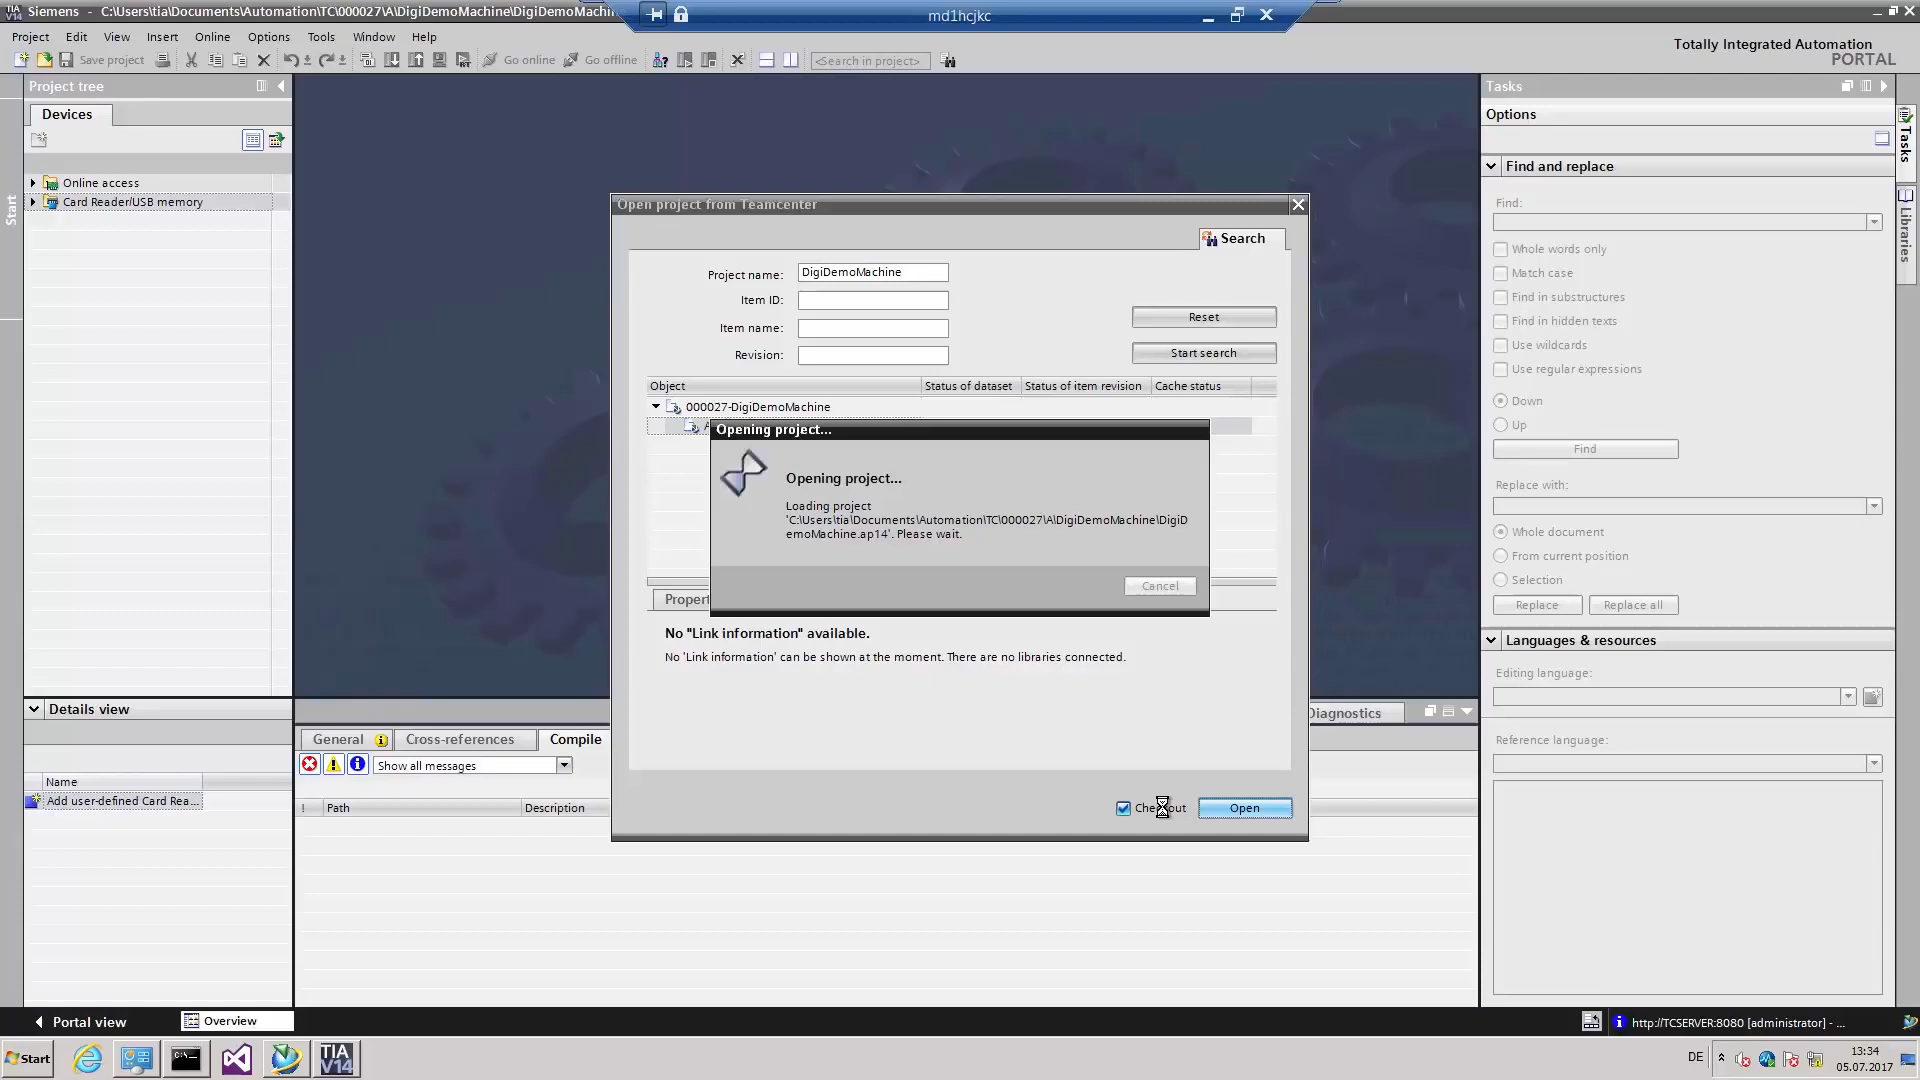 Siemens - C:\Users\tia\Documents\Automation\TC\000027\A\DigiDemoMachine\DigiDemoMachin
md1hcjkc
Project Edit View Insert Online Options Tools Window Help
Totally Integrated Automation
PORTAL
Save project
Go online
Go offline
<Search in project>
Project tree
Devices
Online access
Card Reader/USB memory
Start
Details view
Name
Add user-defined Card Rea...
Open project from Teamcenter
Search
Project name: DigiDemoMachine
Item ID:
Item name:
Revision:
Reset
Start search
Object Status of dataset Status of item revision Cache status
000027-DigiDemoMachine
Opening project...
Opening project...
Loading project
'C:\Users\tia\Documents\Automation\TC\000027\A\DigiDemoMachine\DigiD
emoMachine.ap14'. Please wait.
Cancel
No "Link information" available.
No 'Link information' can be shown at the moment. There are no libraries connected.
Open
Diagnostics
General Cross-references Compile
Show all messages
! Path Description
Tasks
Options
Find and replace
Find:
Whole words only
Match case
Find in substructures
Find in hidden texts
Use wildcards
Use regular expressions
Down
Up
Find
Replace with:
Whole document
From current position
Selection
Replace Replace all
Languages & resources
Editing language:
Reference language:
Tasks
Libraries
Portal view
Overview
http://TCSERVER:8080 [administrator] - ...
Start
TIA
V14
DE
13:34
05.07.2017